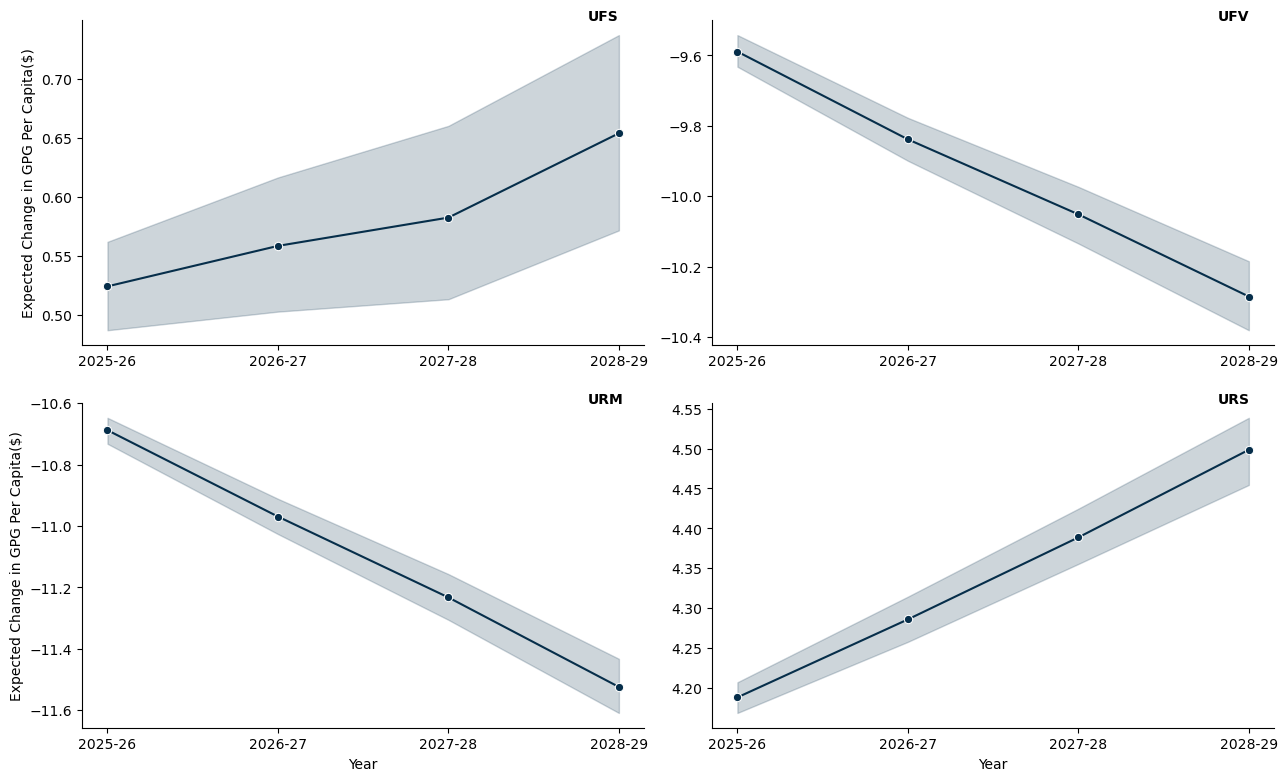 UFS
Expected Change in GPG Per Capita($)
0.70
0.65
0.60
0.55
0.50
2025-26 2026-27 2027-28 2028-29
UFV
−9.6
−9.8
−10.0
−10.2
−10.4
2025-26 2026-27 2027-28 2028-29
URM
Expected Change in GPG Per Capita($)
−10.6
−10.8
−11.0
−11.2
−11.4
−11.6
2025-26 2026-27 2027-28 2028-29
Year
URS
4.55
4.50
4.45
4.40
4.35
4.30
4.25
4.20
2025-26 2026-27 2027-28 2028-29
Year